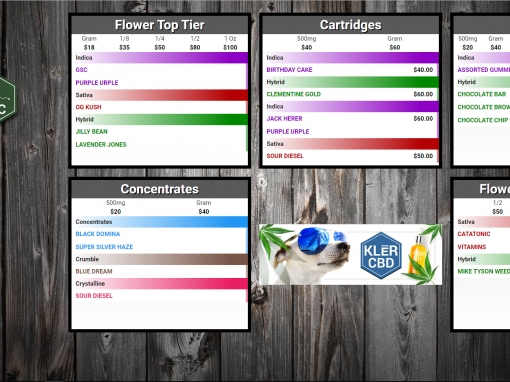 C
Flower Top Tier
Gram 1/8 1/4 1/2 1 Oz
$18 $35 $50 $80 $100
Indica
GSC
PURPLE URPLE
Sativa
OG KUSH
Hybrid
JILLY BEAN
LAVENDER JONES
Cartridges
500mg Gram
$40 $60
Indica
BIRTHDAY CAKE $40.00
Hybrid
CLEMENTINE GOLD $60.00
Indica
JACK HERER $60.00
PURPLE URPLE
Sativa
SOUR DIESEL $50.00
500mg Gram
$20 $40
Indica
ASSORTED GUMM
Hybrid
CHOCOLATE BAR
CHOCOLATE BROW
CHOCOLATE CHIP
Concentrates
500mg Gram
$20 $40
Concentrates
BLACK DOMINA
SUPER SILVER HAZE
Crumble
BLUE DREAM
Crystalline
SOUR DIESEL
KLER
CBD
Flowe
1/2
$50
Sativa
CATATONIC
VITAMINS
Hybrid
MIKE TYSON WEED